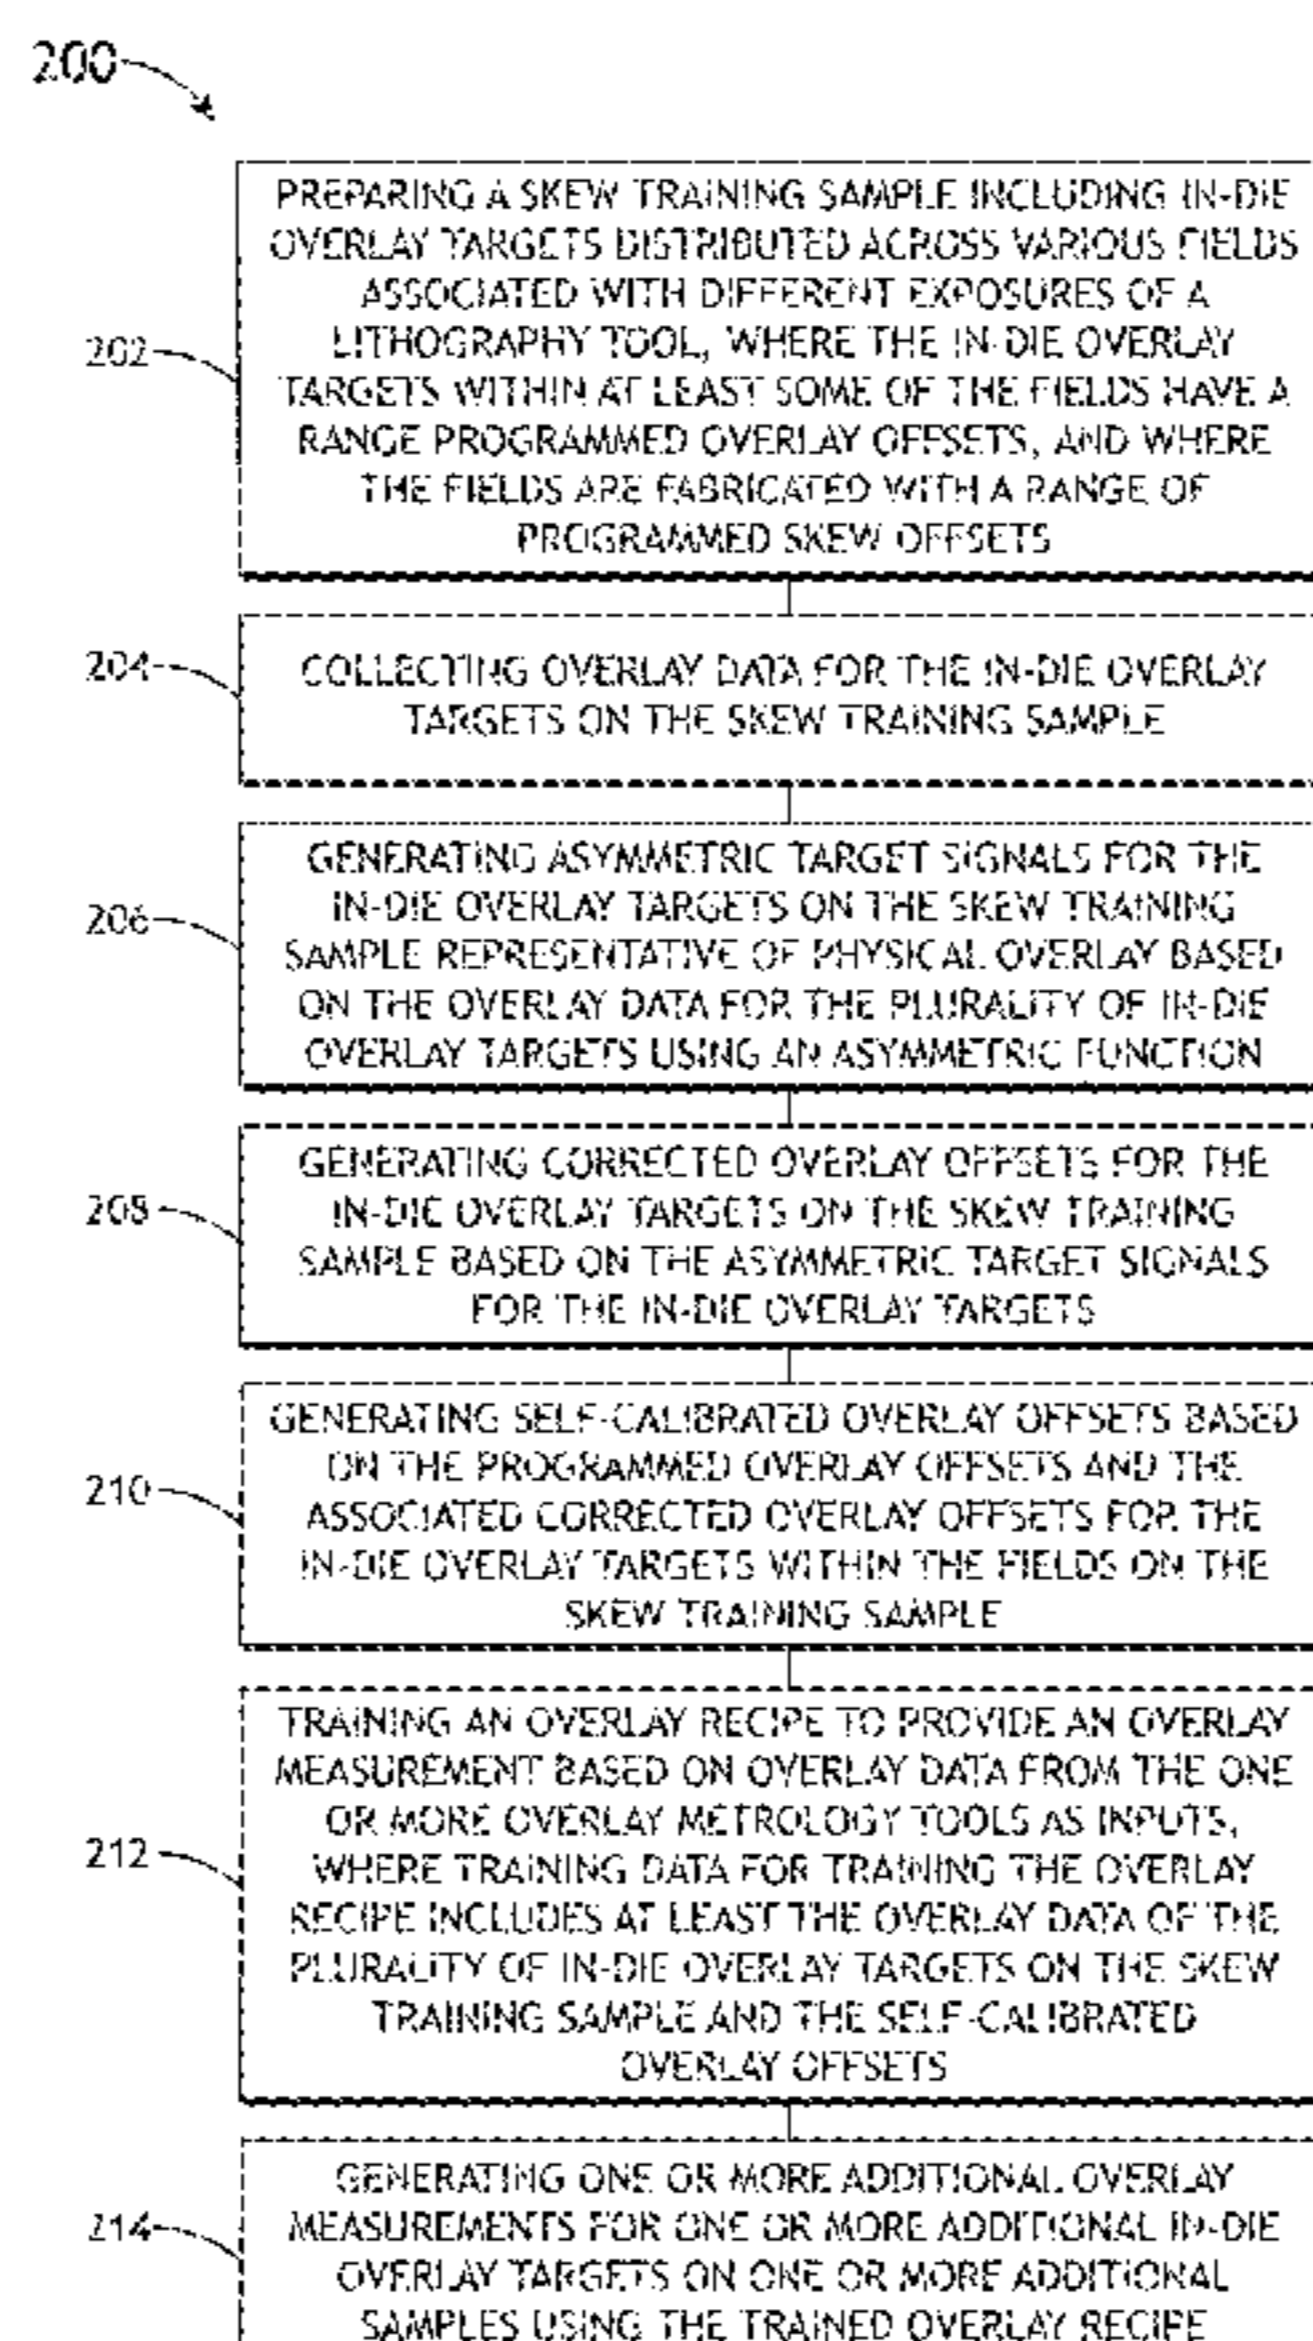 200
PREPARING A SKEW TRAINING SAMPLE INCLUDING IN-DIE
OVERLAY TARGETS DISTRIBUTED ACROSS VARIOUS FIELDS
ASSOCIATED WITH DIFFERENT EXPOSURES OF A
LITHOGRAPHY TOOL, WHERE THE IN-DIE OVERLAY
TARGETS WITHIN AT LEAST SOME OF THE FIELDS HAVE A
RANGE PROGRAMMED OVERLAY OFFSETS, AND WHERE
THE FIELDS ARE FABRICATED WITH A RANGE OF
PROGRAMMED SKEW OFFSETS
202
204
COLLECTING OVERLAY DATA FOR THE IN-DIE OVERLAY
TARGETS ON THE SKEW TRAINING SAMPLE
206
GENERATING ASYMMETRIC TARGET SIGNALS FOR THE
IN-DIE OVERLAY TARGETS ON THE SKEW TRAINING
SAMPLE REPRESENTATIVE OF PHYSICAL OVERLAY BASED
ON THE OVERLAY DATA FOR THE PLURALITY OF IN-DIE
OVERLAY TARGETS USING AN ASYMMETRIC FUNCTION
208
GENERATING CORRECTED OVERLAY OFFSETS FOR THE
IN-DIE OVERLAY TARGETS ON THE SKEW TRAINING
SAMPLE BASED ON THE ASYMMETRIC TARGET SIGNALS
FOR THE IN-DIE OVERLAY TARGETS
210
GENERATING SELF-CALIBRATED OVERLAY OFFSETS BASED
ON THE PROGRAMMED OVERLAY OFFSETS AND THE
ASSOCIATED CORRECTED OVERLAY OFFSETS FOR THE
IN-DIE OVERLAY TARGETS WITHIN THE FIELDS ON THE
SKEW TRAINING SAMPLE
212
TRAINING AN OVERLAY RECIPE TO PROVIDE AN OVERLAY
MEASUREMENT BASED ON OVERLAY DATA FROM THE ONE
OR MORE OVERLAY METROLOGY TOOLS AS INPUTS,
WHERE TRAINING DATA FOR TRAINING THE OVERLAY
RECIPE INCLUDES AT LEAST THE OVERLAY DATA OF THE
PLURALITY OF IN-DIE OVERLAY TARGETS ON THE SKEW
TRAINING SAMPLE AND THE SELF-CALIBRATED
OVERLAY OFFSETS
214
GENERATING ONE OR MORE ADDITIONAL OVERLAY
MEASUREMENTS FOR ONE OR MORE ADDITIONAL IN-DIE
OVERLAY TARGETS ON ONE OR MORE ADDITIONAL
SAMPLES USING THE TRAINED OVERLAY RECIPE